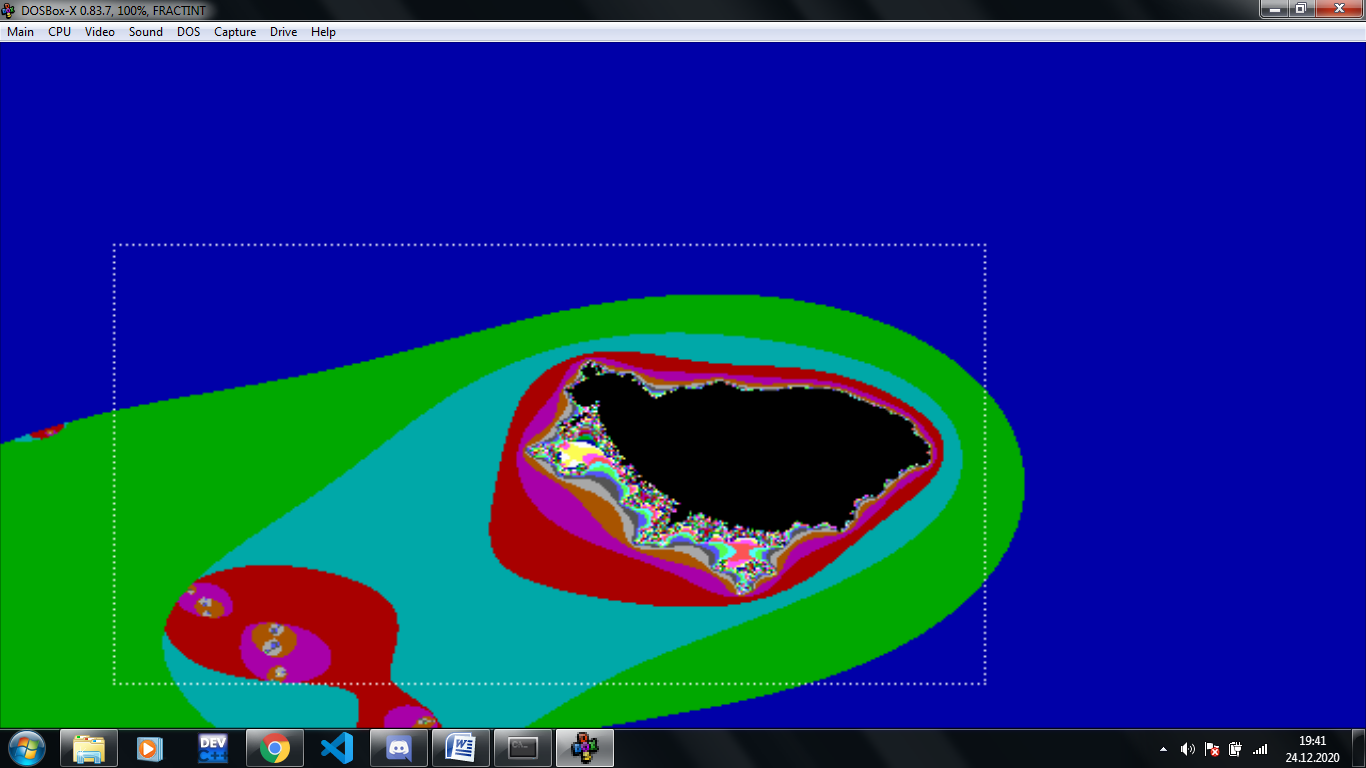 DOSBox-X 0.83.7, 100%, FRACTINT
Main CPU Video Sound DOS Capture Drive Help
DEV
C++
19:41
24.12.2020